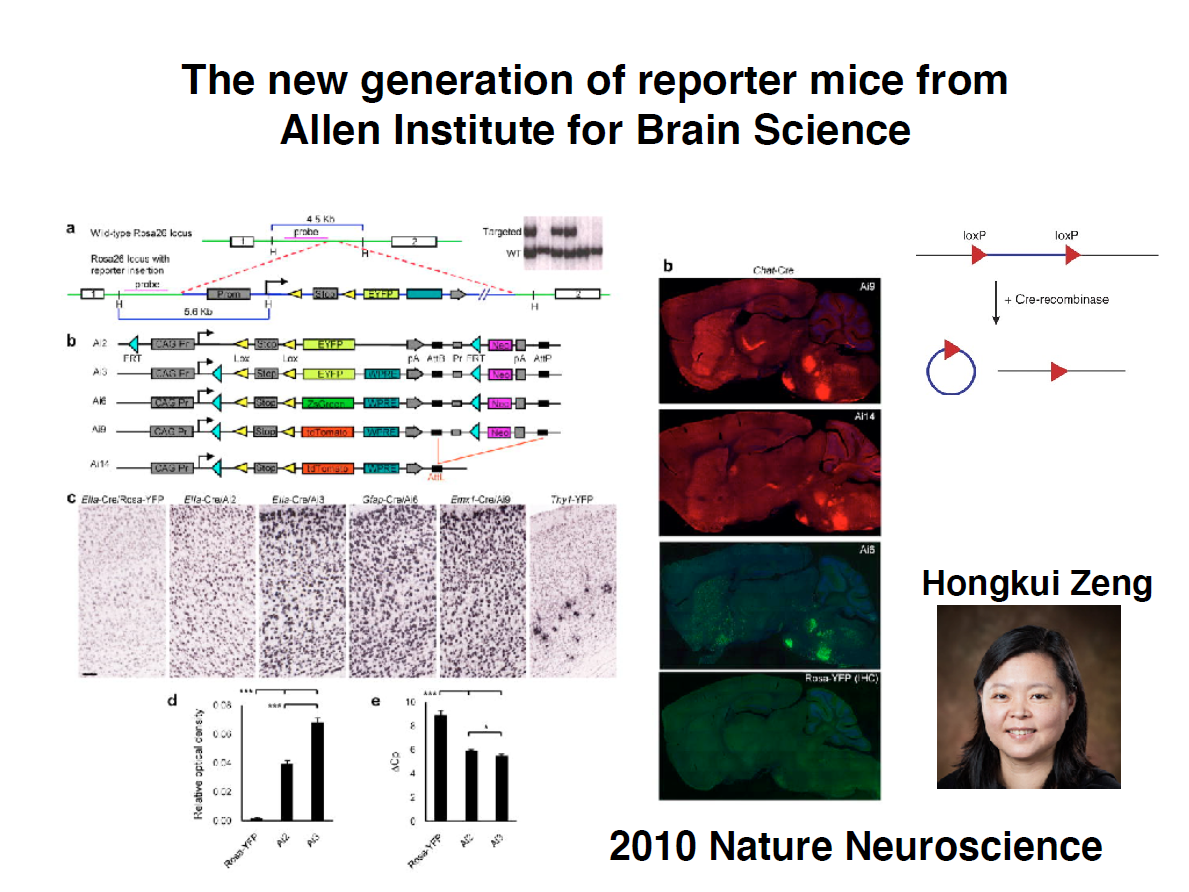 The new generation of reporter mice from
Allen Institute for Brain Science
a
Wild-type Rosa26 locus
4.5 Kb
probe
1
H
H
2
Targeted
WT
Rosa26 locus with
reporter insertion
probe
1
H
Prom
H
Stop
EYFP
H
2
5.6 Kb
b
Ai2
CAG Pr
Stop
EYFP
Neo
FRT
Lox
Lox
pA
AttB
Pr
FRT
pA
AttP
Ai3
CAG Pr
Stop
EYFP
WPRE
Neo
Ai6
CAG Pr
Stop
ZsGreen
WPRE
Neo
Ai9
CAG Pr
Stop
tdTomato
WPRE
Neo
Ai14
CAG Pr
Stop
tdTomato
WPRE
AttL
c
EIIa-Cre/Rosa-YFP
EIIa-Cre/Ai2
EIIa-Cre/Ai3
Gfap-Cre/Ai6
Emx1-Cre/Ai9
Thy1-YFP
d
Relative optical density
0.08
0.06
0.04
0.02
0.00
***
***
Rosa-YFP
Ai2
Ai3
e
ΔCp
10
8
6
4
2
0
***
*
Rosa-YFP
Ai2
Ai3
b
Chat-Cre
Ai9
Ai14
Ai6
Rosa-YFP (IHC)
loxP
loxP
+ Cre-recombinase
Hongkui Zeng
2010 Nature Neuroscience